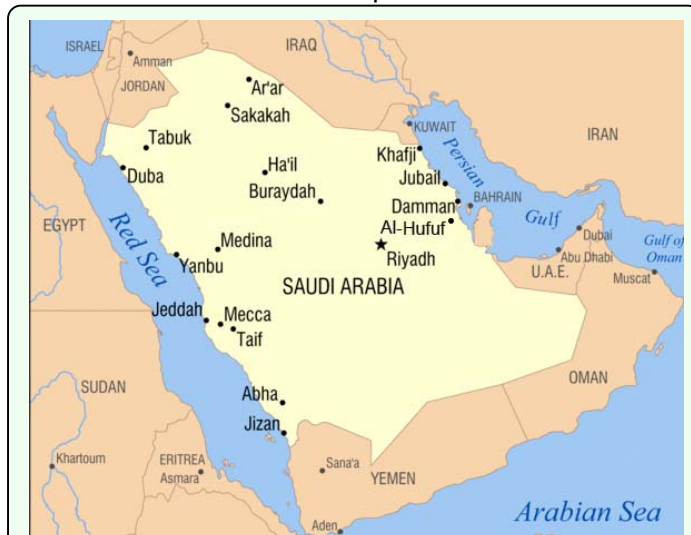 ISRAEL
IRAQ
Amman
JORDAN
Ar'ar
Sakakah
KUWAIT
IRAN
Tabuk
Khafji
Persian
Ha'il
Duba
Jubail
Buraydah
BAHRAIN
Damman
EGYPT
Red Sea
Al-Hufuf
Gulf
Dubai
Medina
Gulf of
Oman
Abu Dhabi
Yanbu
Riyadh
U.A.E.
Muscat
SAUDI ARABIA
Jeddah
Mecca
Taif
SUDAN
OMAN
Abha
Jizan
Khartoum
ERITREA
Sana'a
Asmara
YEMEN
Arabian Sea
Aden